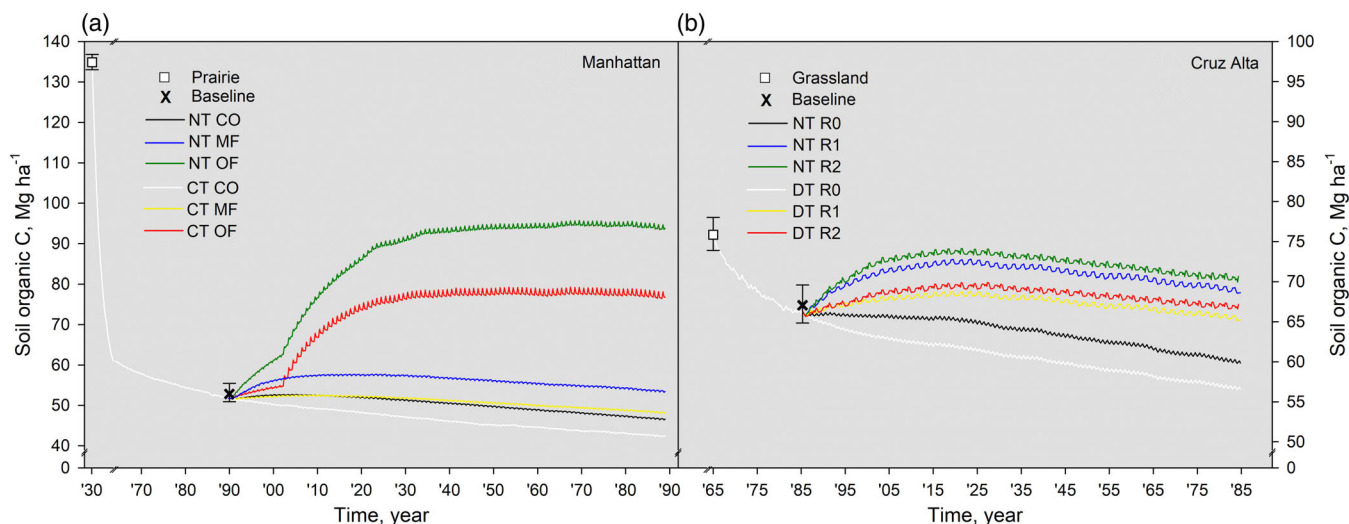 (a)
Manhattan
Soil organic C, Mg ha-1
140
130
120
110
100
90
80
70
60
50
40
0
Prairie
Baseline
NT CO
NT MF
NT OF
CT CO
CT MF
CT OF
'30 '70 '80 '90 '00 '10 '20 '30 '40 '50 '60 '70 '80 '90
Time, year
(b)
Cruz Alta
Grassland
Baseline
NT R0
NT R1
NT R2
DT R0
DT R1
DT R2
100
95
90
85
80
75
70
65
60
55
50
0
Soil organic C, Mg ha-1
'65 '75 '85 '95 '05 '15 '25 '35 '45 '55 '65 '75 '85
Time, year